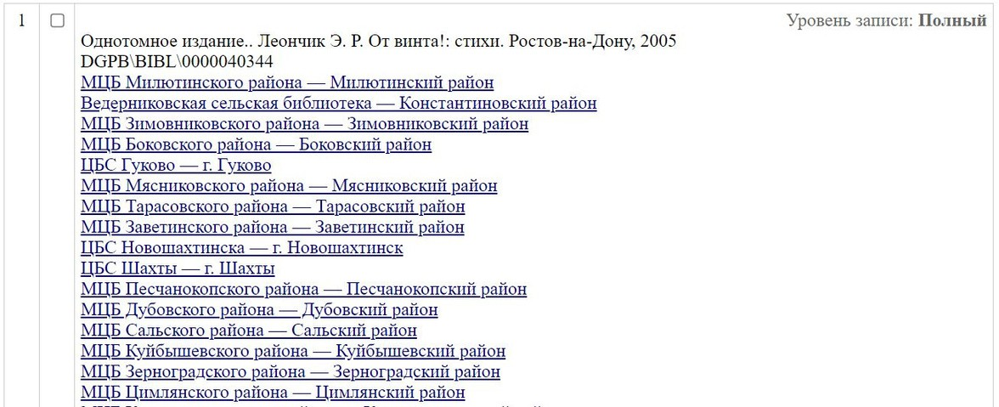 1
Уровень записи: Полный
Однотомное издание.. Леончик Э. Р. От винта!: стихи. Ростов-на-Дону, 2005
DGPB\BIBL\0000040344
МЦБ Милютинского района — Милютинский район
Ведерниковская сельская библиотека — Константиновский район
МЦБ Зимовниковского района — Зимовниковский район
МЦБ Боковского района — Боковский район
ЦБС Гуково — г. Гуково
МЦБ Мясниковского района — Мясниковский район
МЦБ Тарасовского района — Тарасовский район
МЦБ Заветинского района — Заветинский район
ЦБС Новошахтинска — г. Новошахтинск
ЦБС Шахты — г. Шахты
МЦБ Песчанокопского района — Песчанокопский район
МЦБ Дубовского района — Дубовский район
МЦБ Сальского района — Сальский район
МЦБ Куйбышевского района — Куйбышевский район
МЦБ Зерноградского района — Зерноградский район
МЦБ Цимлянского района — Цимлянский район